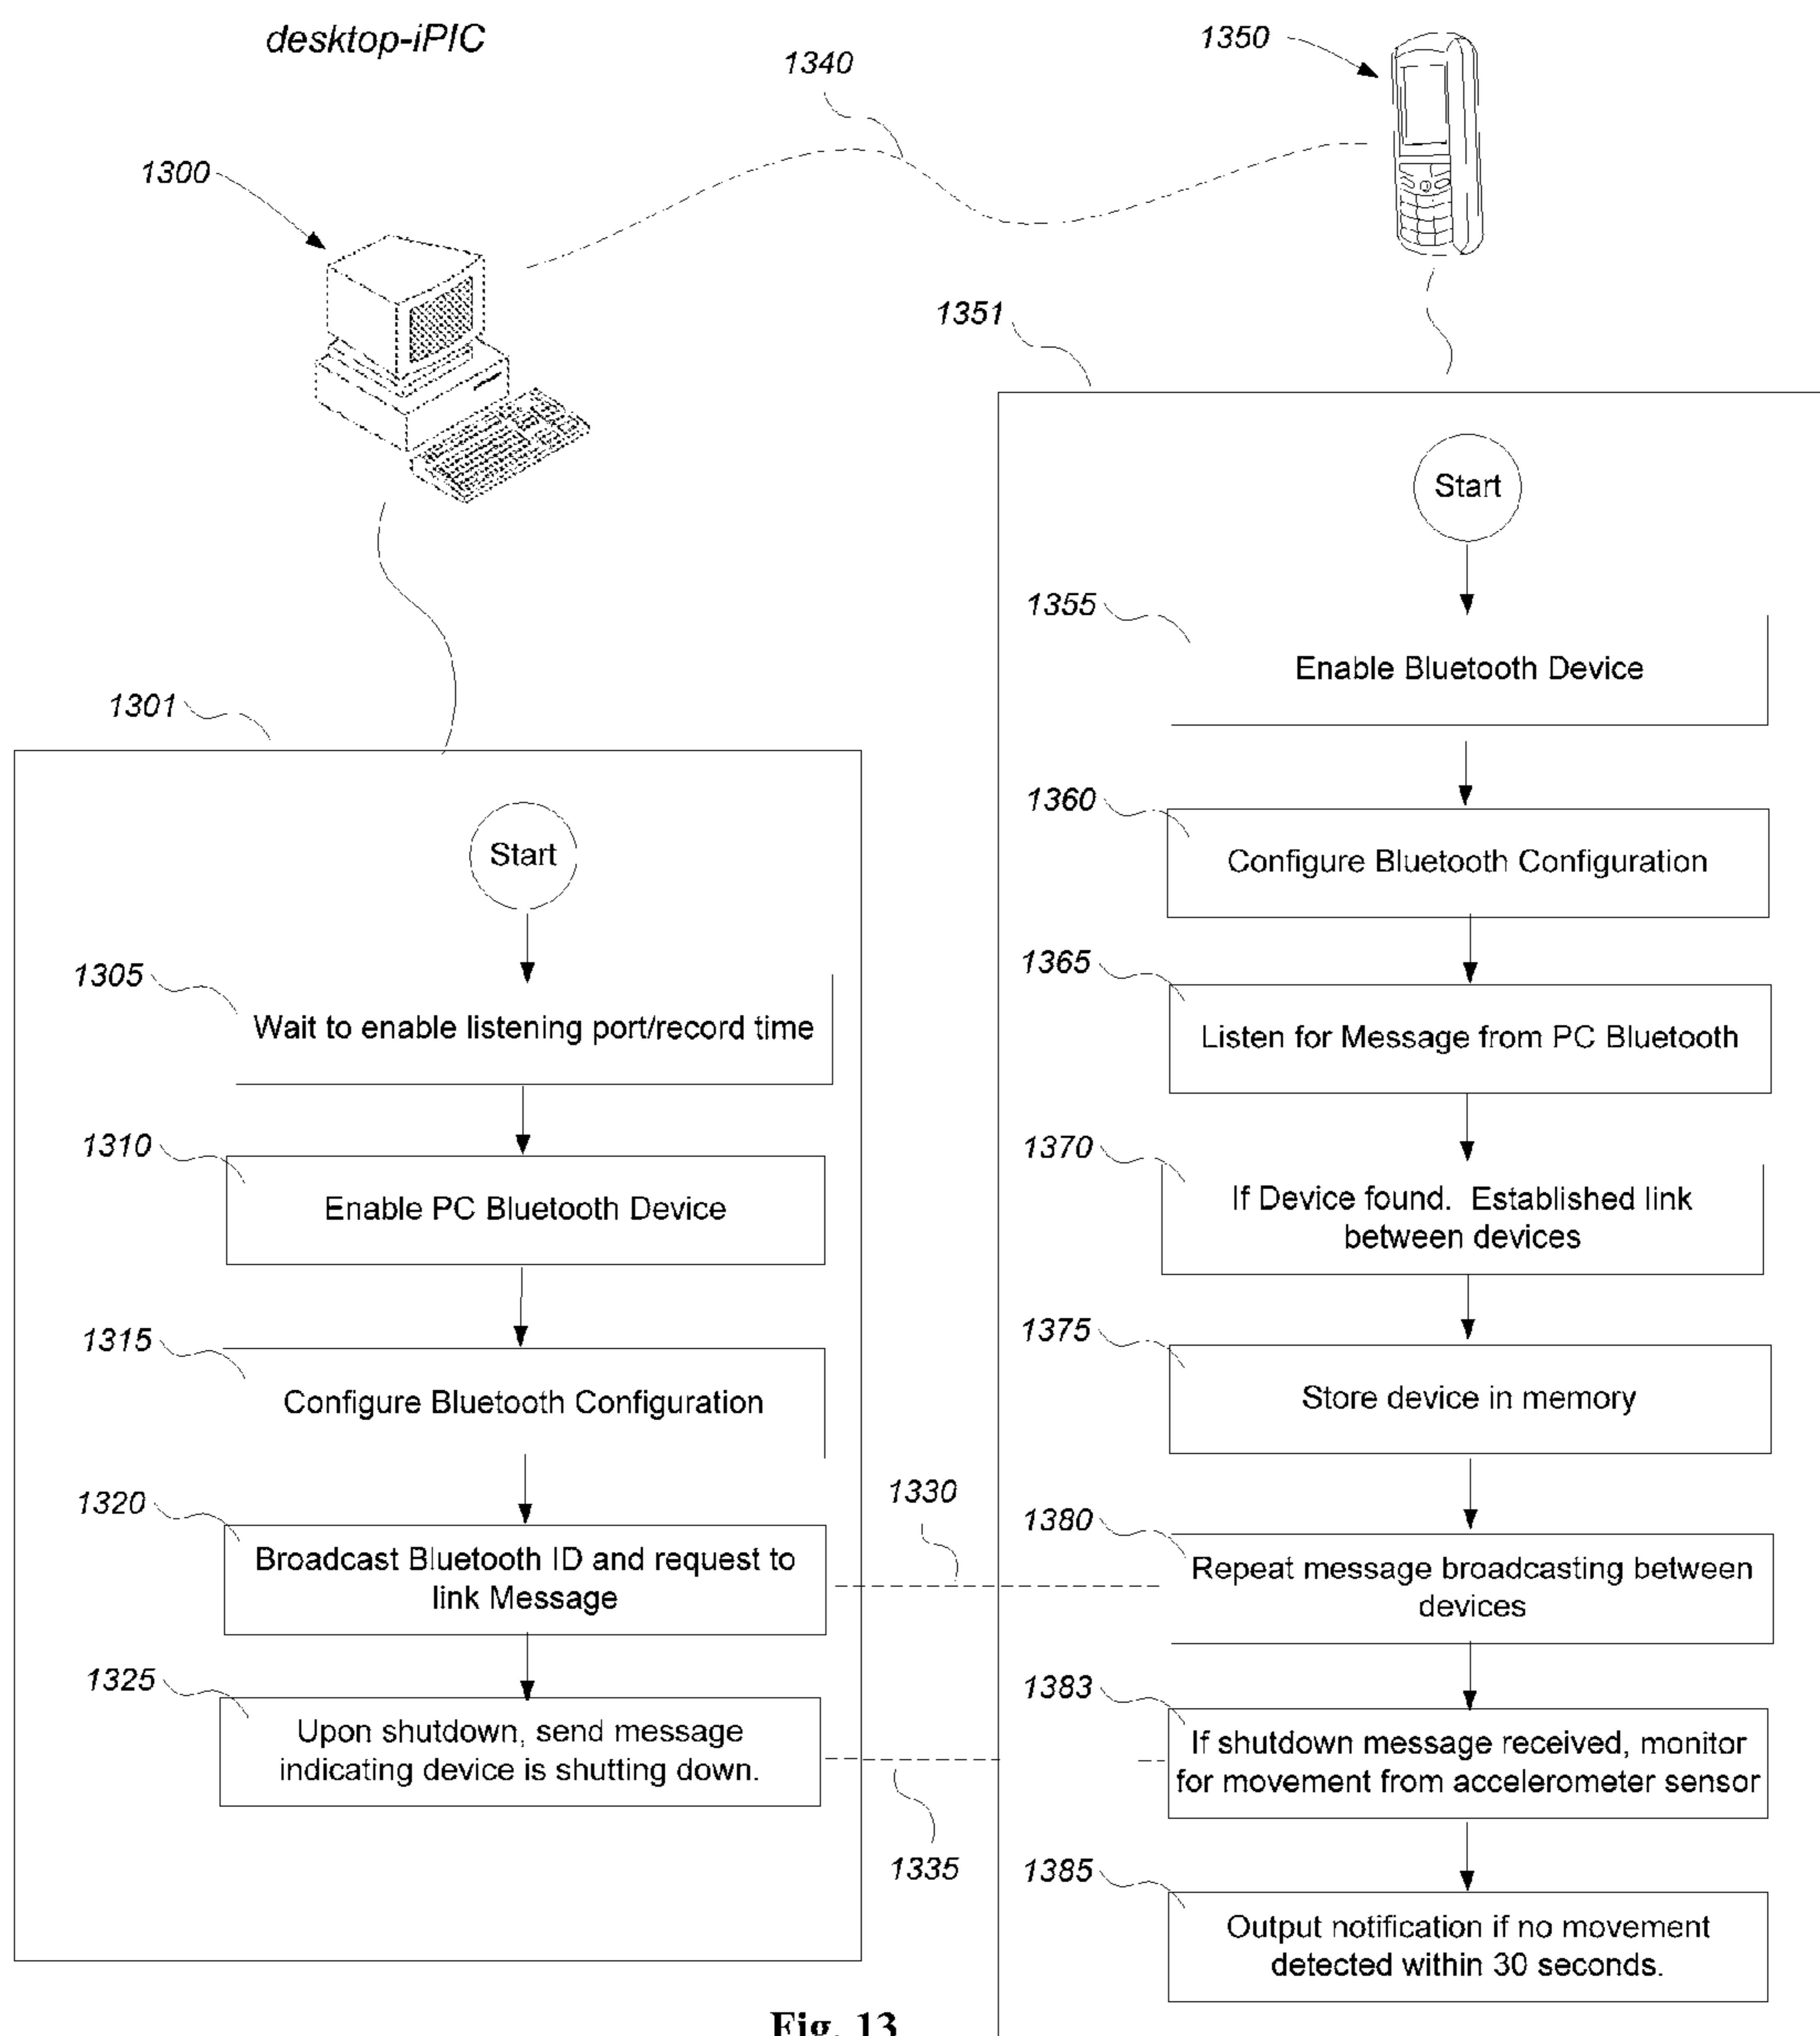 desktop-iPIC
1340
1350
1300
1351
1301
Start
1305
Wait to enable listening port/record time
1310
Enable PC Bluetooth Device
1315
Configure Bluetooth Configuration
1320
Broadcast Bluetooth ID and request to
link Message
1325
Upon shutdown, send message
indicating device is shutting down.
1330
1335
Start
1355
Enable Bluetooth Device
1360
Configure Bluetooth Configuration
1365
Listen for Message from PC Bluetooth
1370
If Device found. Established link
between devices
1375
Store device in memory
1380
Repeat message broadcasting between
devices
1383
If shutdown message received, monitor
for movement from accelerometer sensor
1385
Output notification if no movement
detected within 30 seconds.
Fig. 13